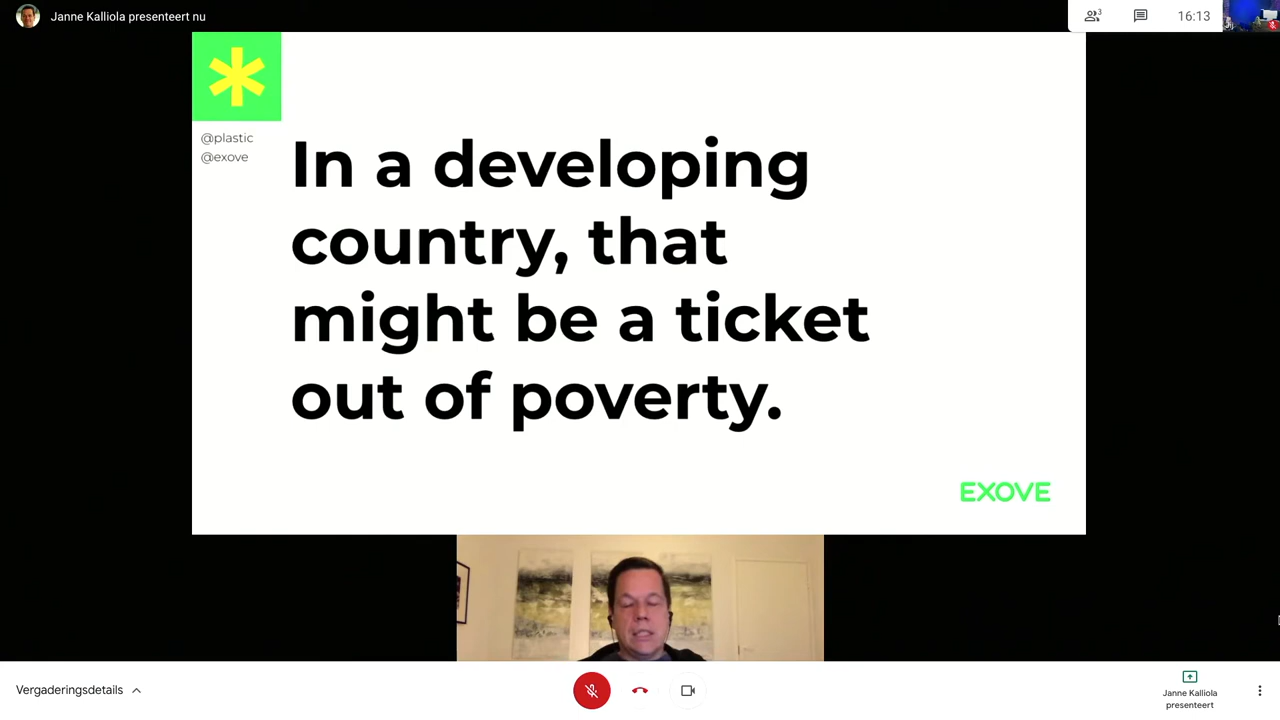 Janne Kalliola presenteert nu
3
16:13
@plastic
@exove
In a developing
country, that
might be a ticket
out of poverty.
EXOVE
Vergaderingsdetails
Janne Kalliola
presenteert